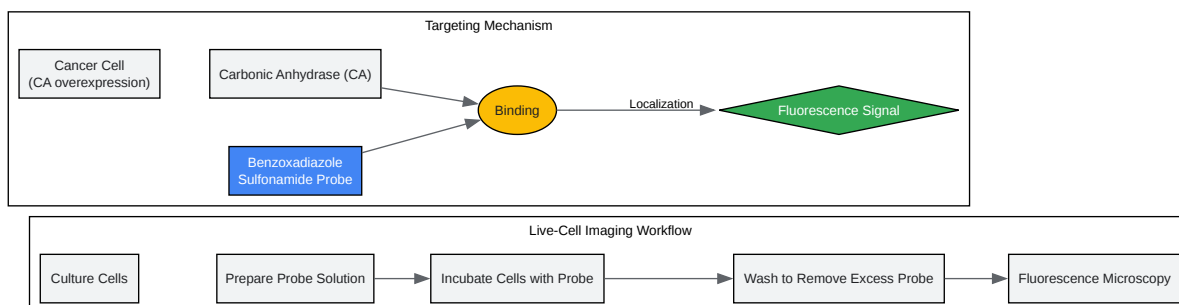 Targeting Mechanism
Cancer Cell
(CA overexpression)
Carbonic Anhydrase (CA)
Binding
Localization
Fluorescence Signal
Benzoxadiazole
Sulfonamide Probe
Live-Cell Imaging Workflow
Culture Cells
Prepare Probe Solution
Incubate Cells with Probe
Wash to Remove Excess Probe
Fluorescence Microscopy